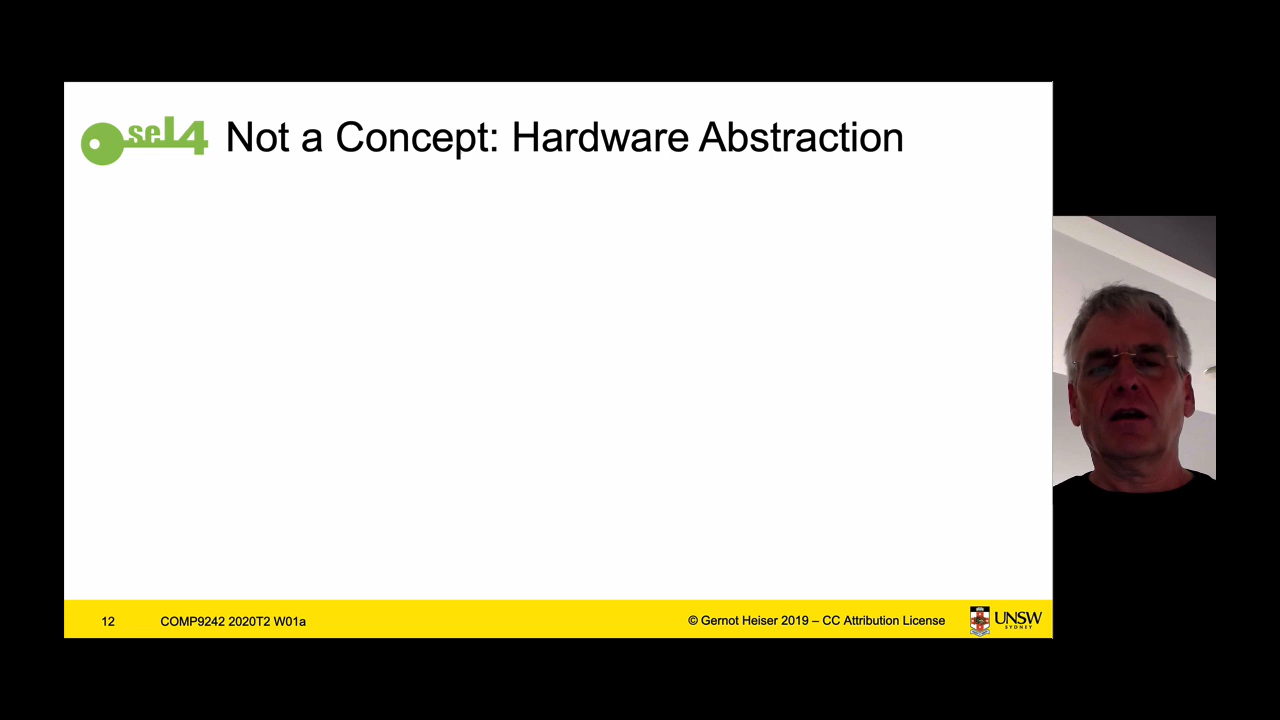 seL4 Not a Concept: Hardware Abstraction
12 COMP9242 2020T2 W01a © Gernot Heiser 2019 – CC Attribution License UNSW
SYDNEY